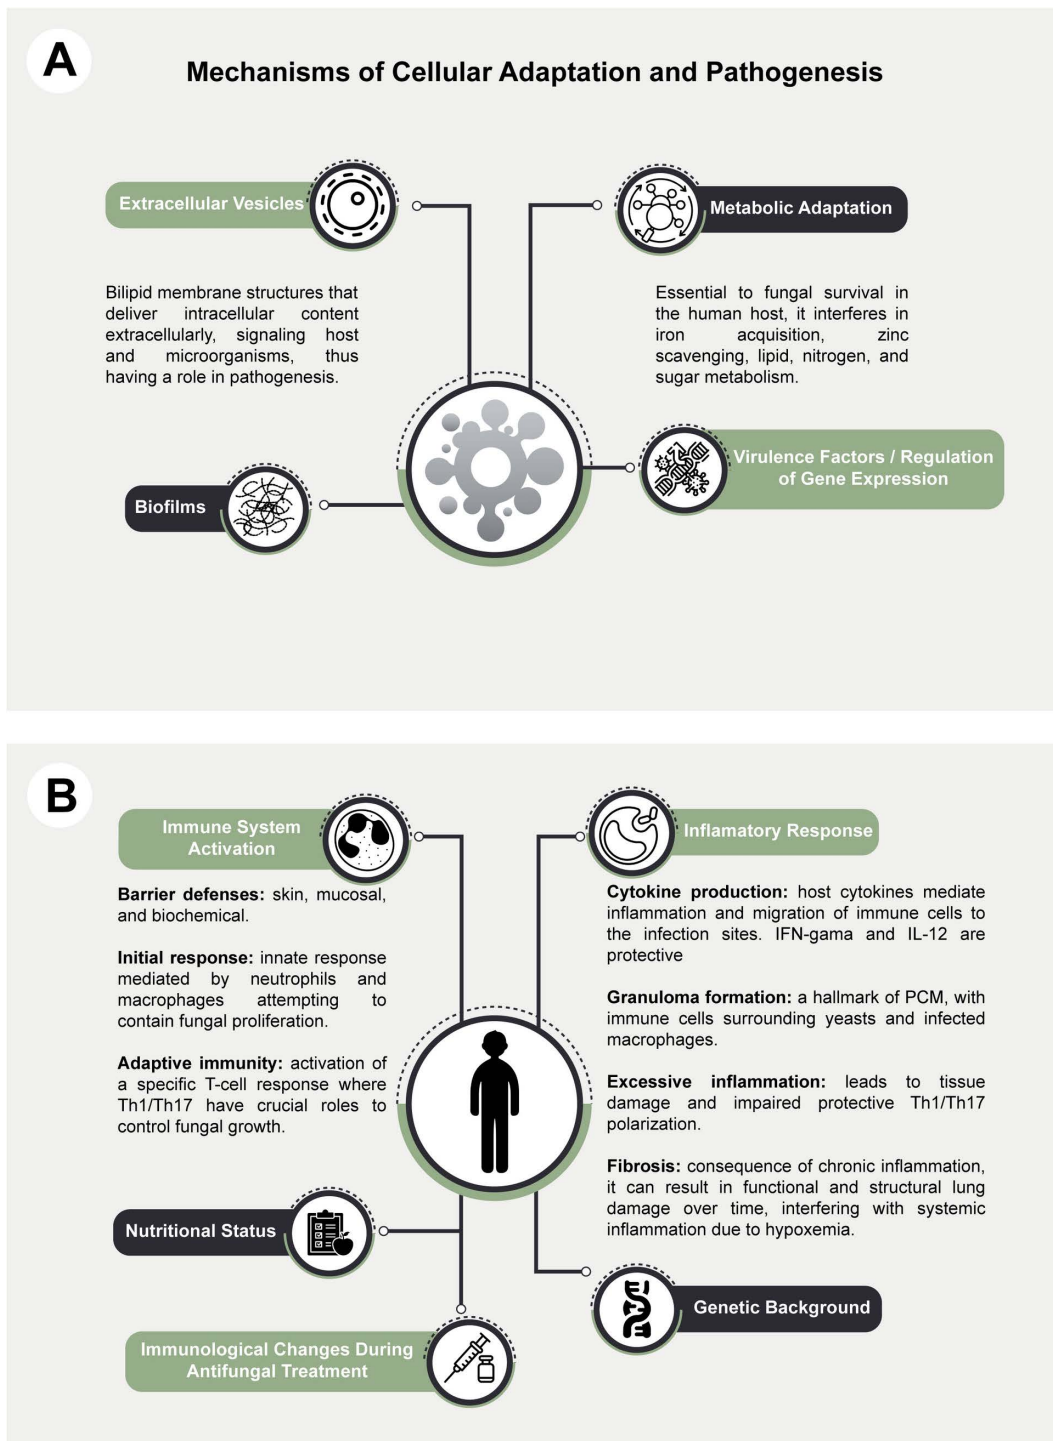 A
Mechanisms of Cellular Adaptation and Pathogenesis
Extracellular Vesicles
Bilipid membrane structures that
deliver intracellular content
extracellularly, signaling host
and microorganisms, thus
having a role in pathogenesis.
Metabolic Adaptation
Essential to fungal survival in
the human host, it interferes in
iron acquisition, zinc
scavenging, lipid, nitrogen, and
sugar metabolism.
Biofilms
Virulence Factors / Regulation
of Gene Expression
B
Immune System
Activation
Barrier defenses: skin, mucosal,
and biochemical.
Initial response: innate response
mediated by neutrophils and
macrophages attempting to
contain fungal proliferation.
Adaptive immunity: activation of
a specific T-cell response where
Th1/Th17 have crucial roles to
control fungal growth.
Inflamatory Response
Cytokine production: host cytokines mediate
inflammation and migration of immune cells to
the infection sites. IFN-gama and IL-12 are
protective
Granuloma formation: a hallmark of PCM, with
immune cells surrounding yeasts and infected
macrophages.
Excessive inflammation: leads to tissue
damage and impaired protective Th1/Th17
polarization.
Fibrosis: consequence of chronic inflammation,
it can result in functional and structural lung
damage over time, interfering with systemic
inflammation due to hypoxemia.
Nutritional Status
Genetic Background
Immunological Changes During
Antifungal Treatment